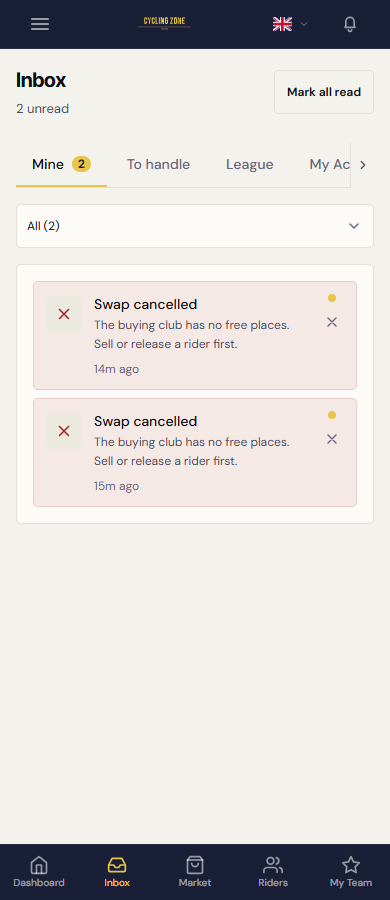 CYCLING ZONE
Inbox
2 unread
Mark all read
Mine 2
To handle
League
My Ac
All (2)
Swap cancelled
The buying club has no free places.
Sell or release a rider first.
14m ago
Swap cancelled
The buying club has no free places.
Sell or release a rider first.
15m ago
Dashboard
Inbox
Market
Riders
My Team